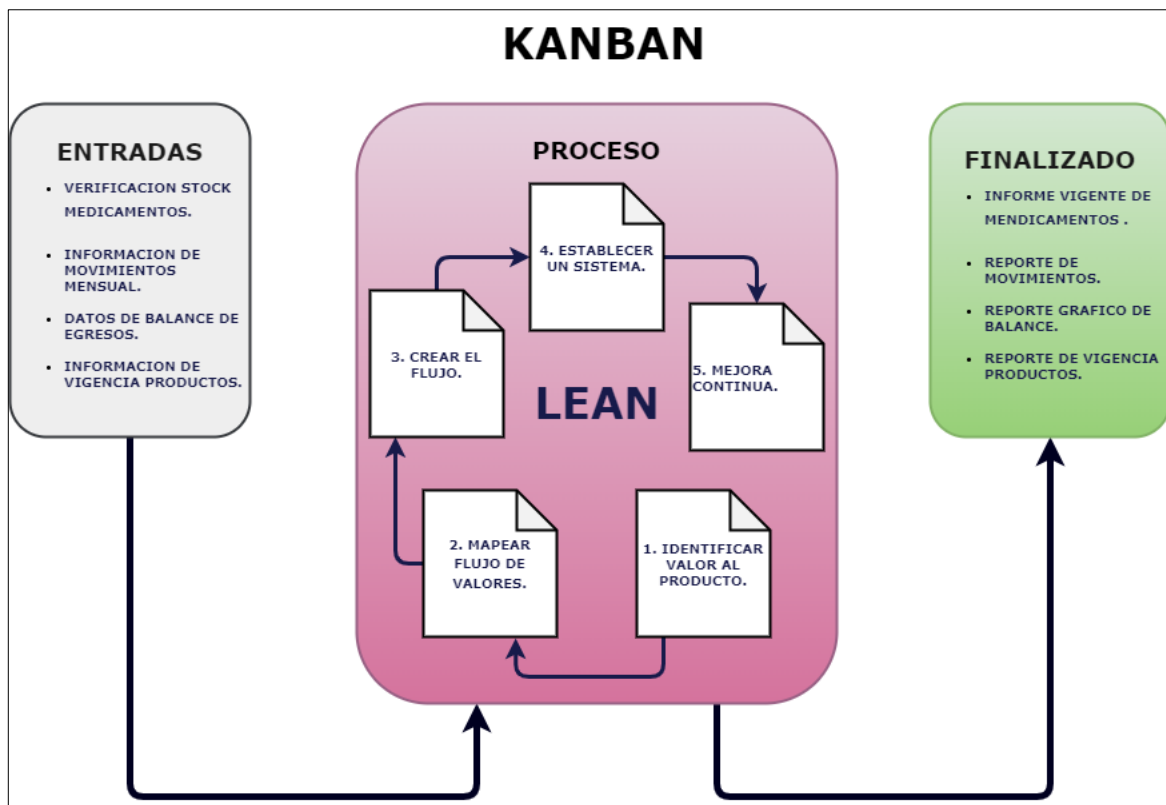 KANBAN
ENTRADAS
• VERIFICACION STOCK
MEDICAMENTOS.
• INFORMACION DE
MOVIMIENTOS
MENSUAL.
• DATOS DE BALANCE DE
EGRESOS.
• INFORMACION DE
VIGENCIA PRODUCTOS.
PROCESO
4. ESTABLECER
UN SISTEMA.
3. CREAR EL
FLUJO.
5. MEJORA
CONTINUA.
LEAN
2. MAPEAR
FLUJO DE
VALORES.
1. IDENTIFICAR
VALOR AL
PRODUCTO.
FINALIZADO
• INFORME VIGENTE DE
MENDICAMENTOS .
• REPORTE DE
MOVIMIENTOS.
• REPORTE GRAFICO DE
BALANCE.
• REPORTE DE VIGENCIA
PRODUCTOS.